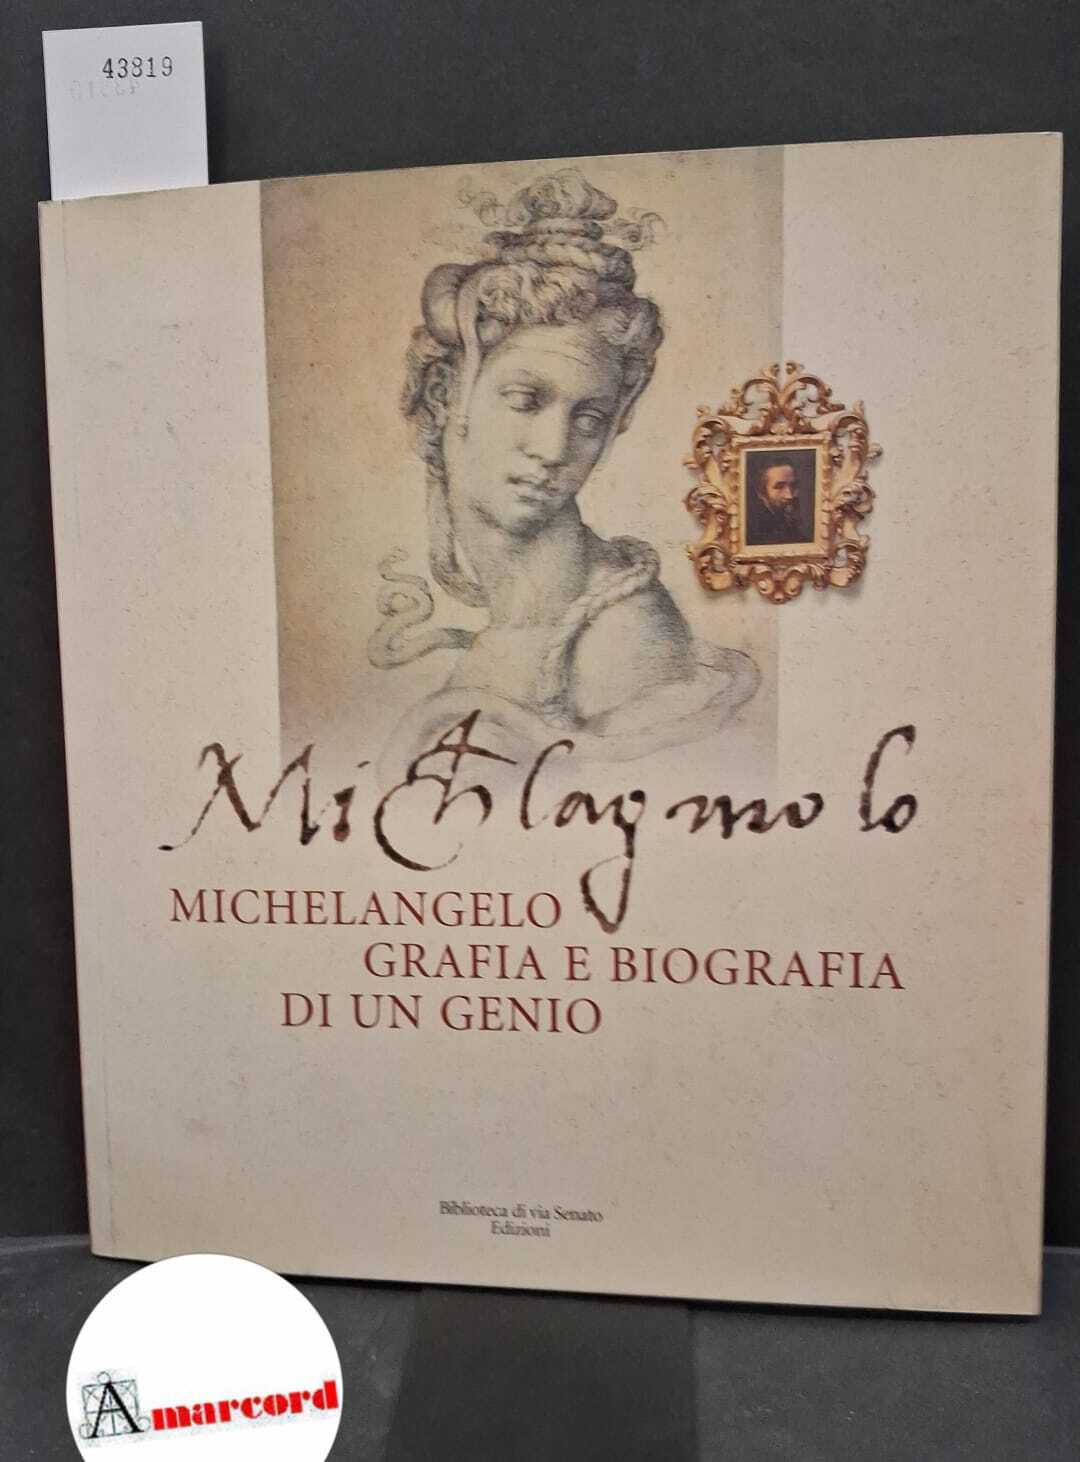 43819
Michelagniolo
MICHELANGELO
GRAFIA E BIOGRAFIA
DI UN GENIO
Biblioteca di via Senato
Edizioni
Amarcord